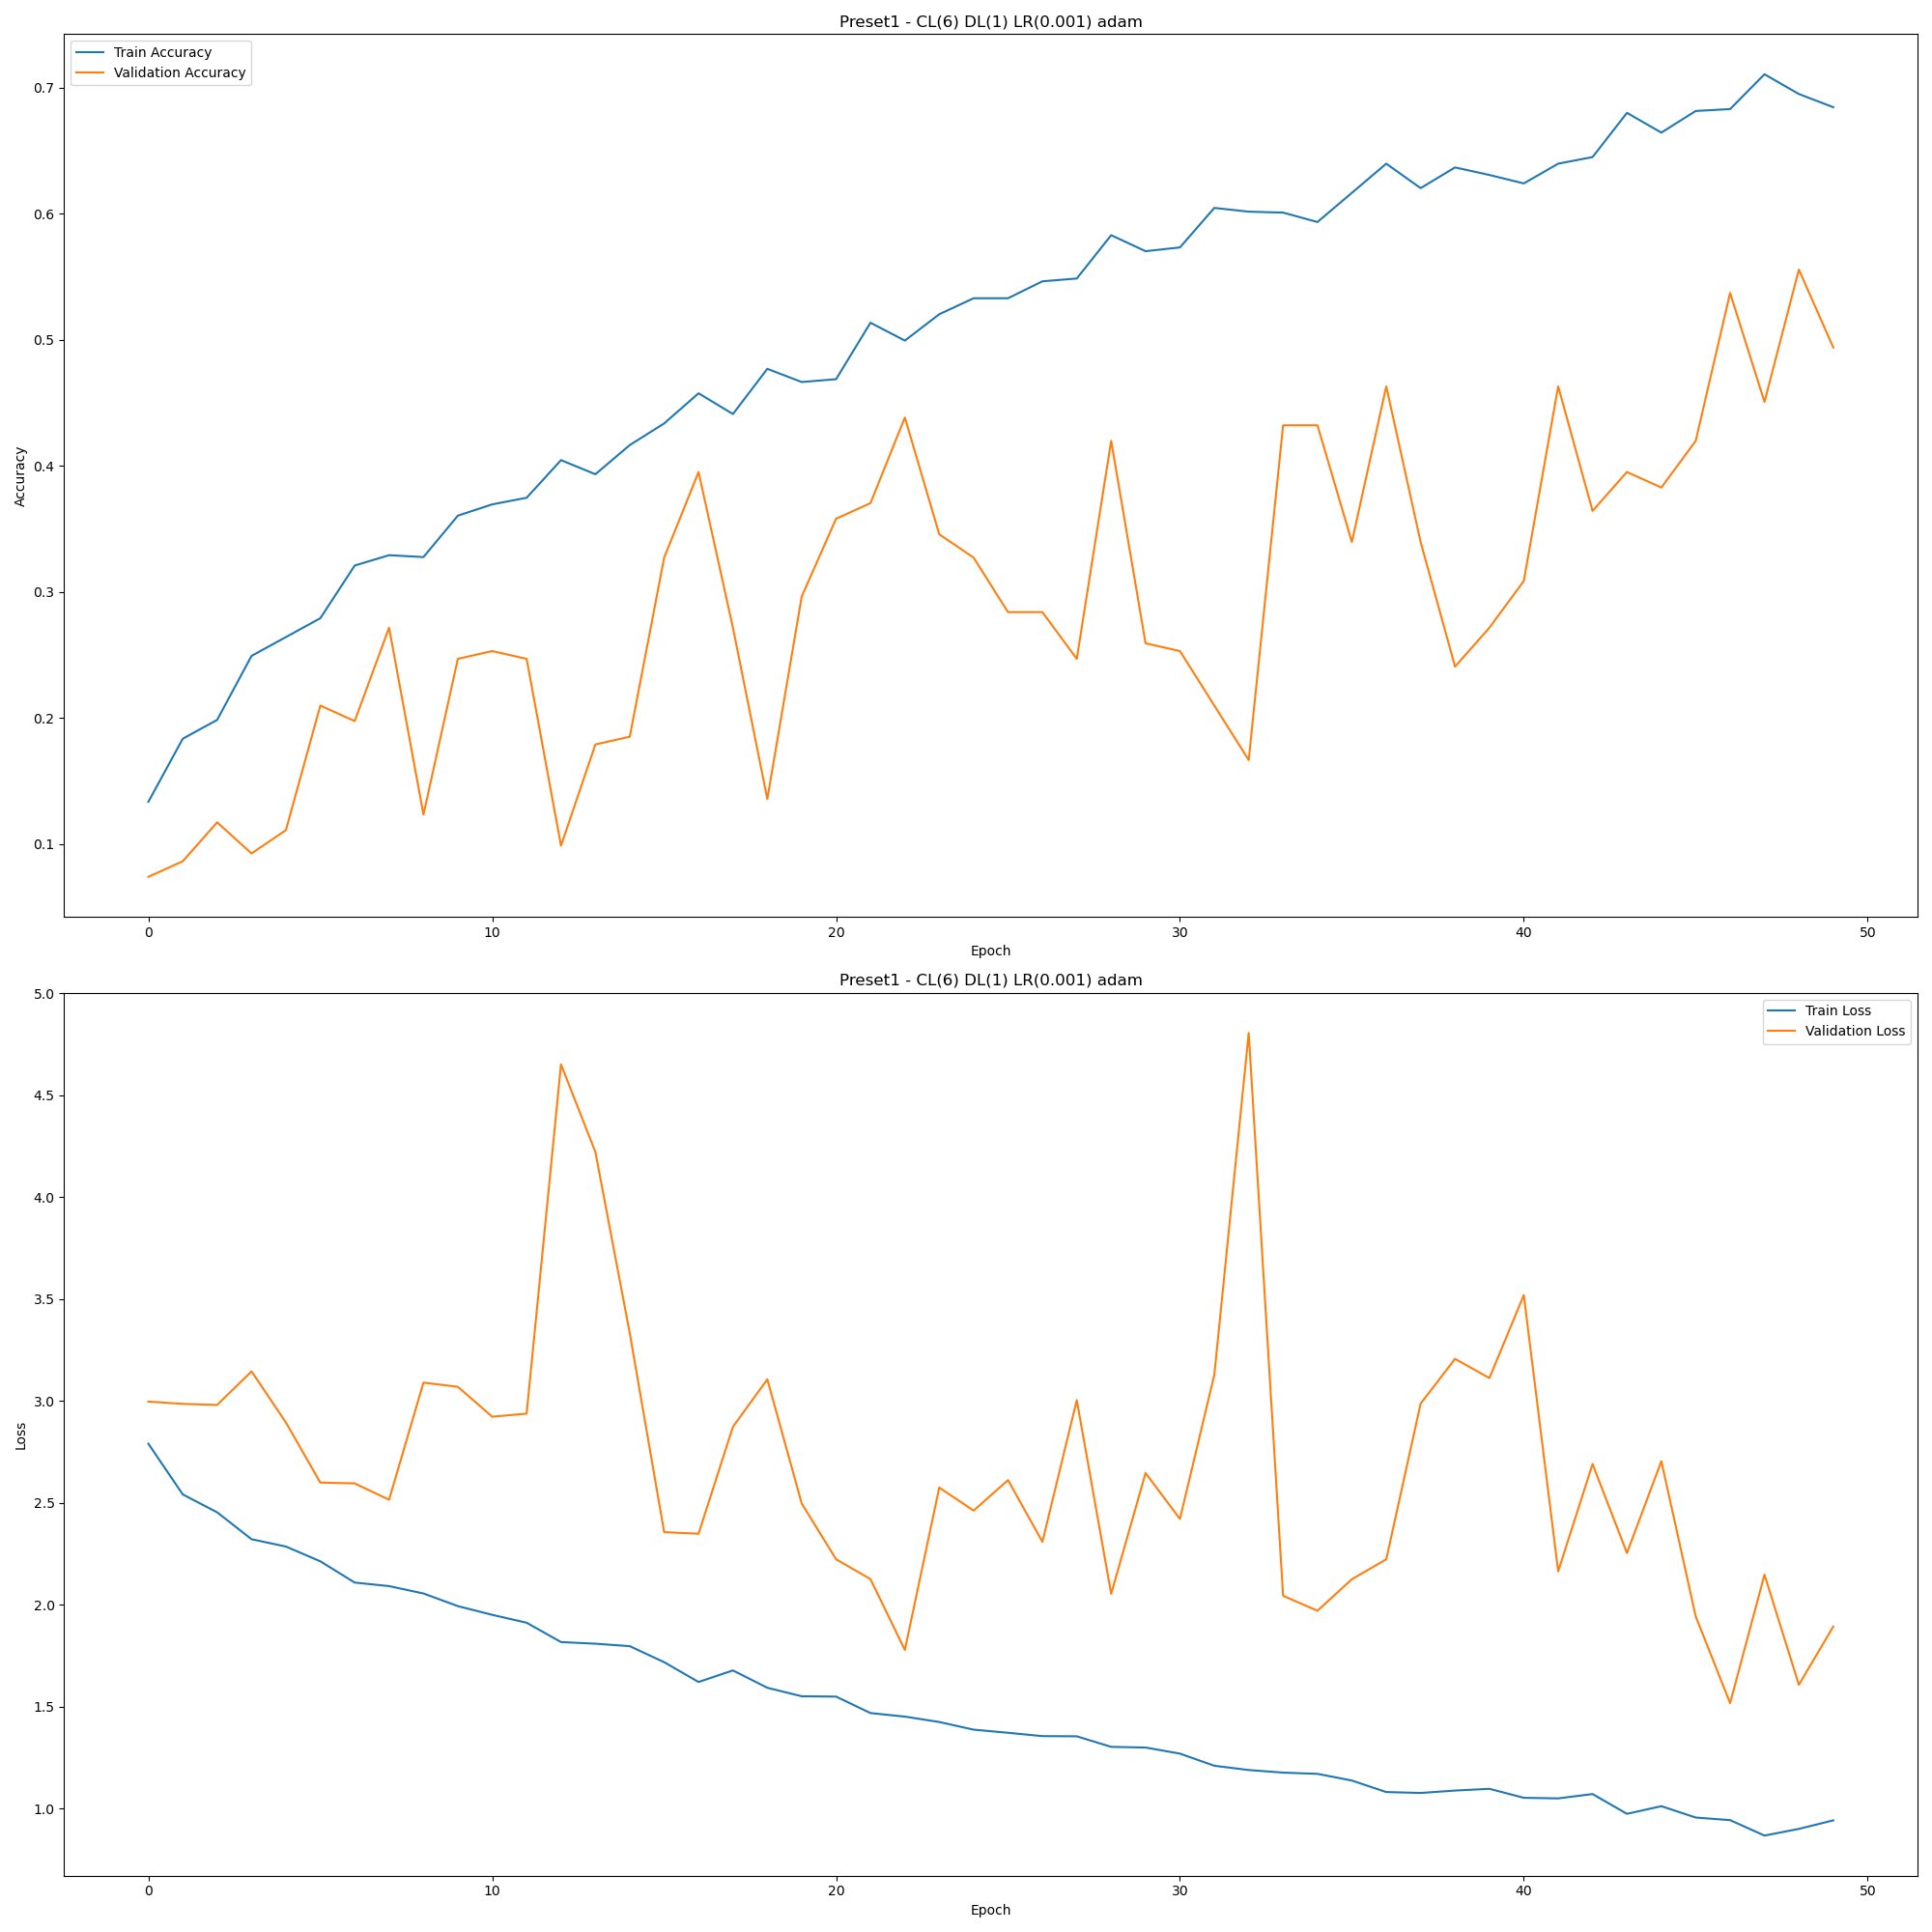 Preset1 - CL(6) DL(1) LR(0.001) adam
Train Accuracy
Validation Accuracy
0.7
0.6
0.5
0.4
0.3
0.2
0.1
Accuracy
0 10 20 30 40 50
Epoch
Preset1 - CL(6) DL(1) LR(0.001) adam
Train Loss
Validation Loss
5.0
4.5
4.0
3.5
3.0
2.5
2.0
1.5
1.0
Loss
0 10 20 30 40 50
Epoch